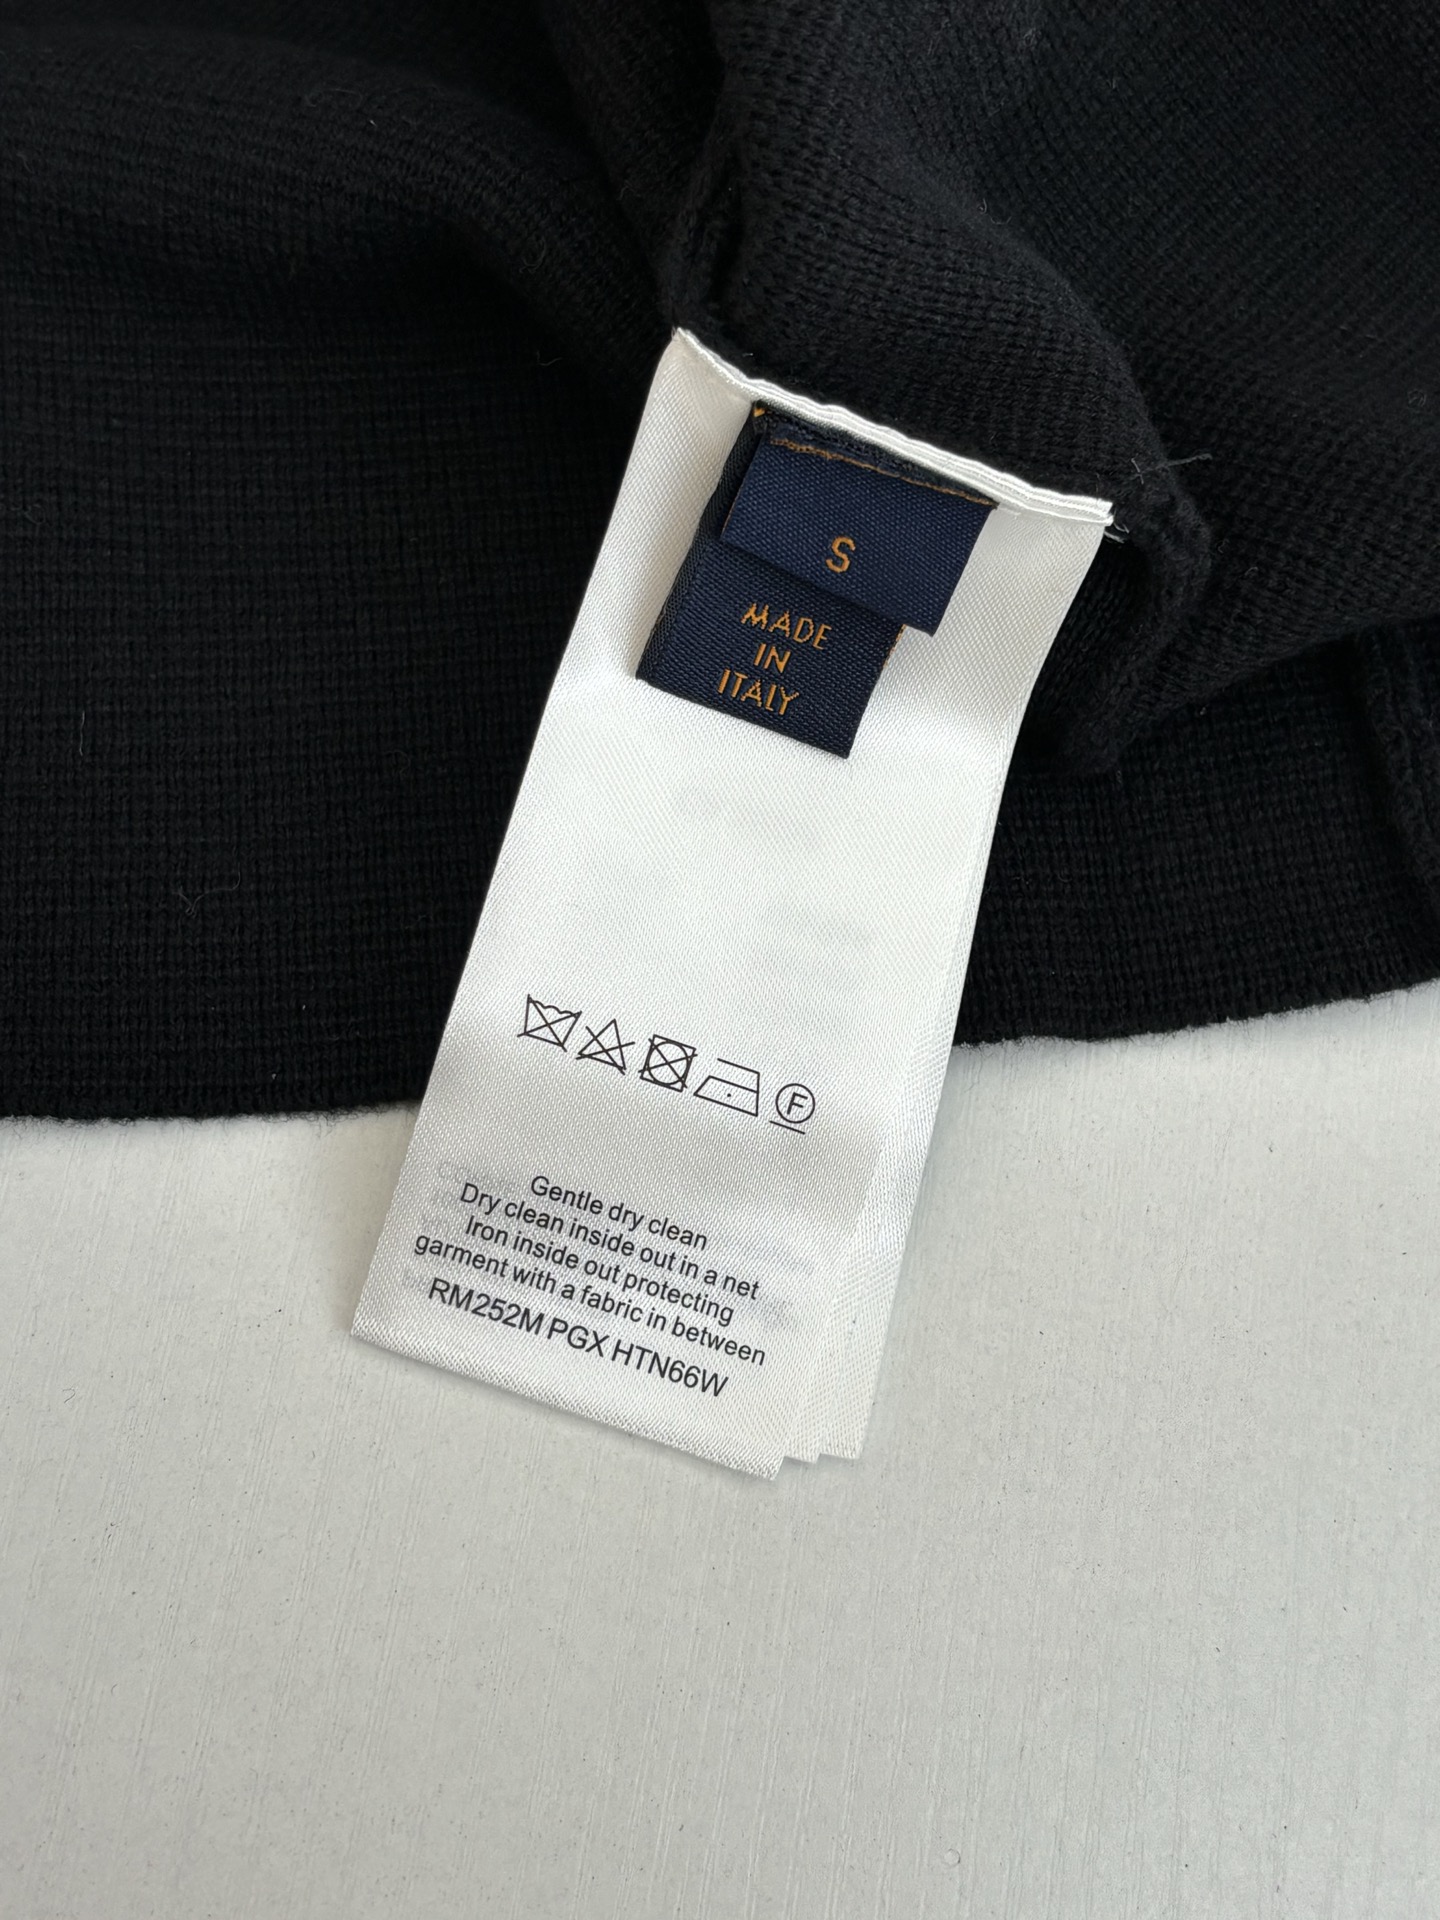 S
MADE
IN
ITALY
F
Gentle dry clean
Dry clean inside out in a net
Iron inside out protecting
garment with a fabric in between
RM252M PGX HTN66W